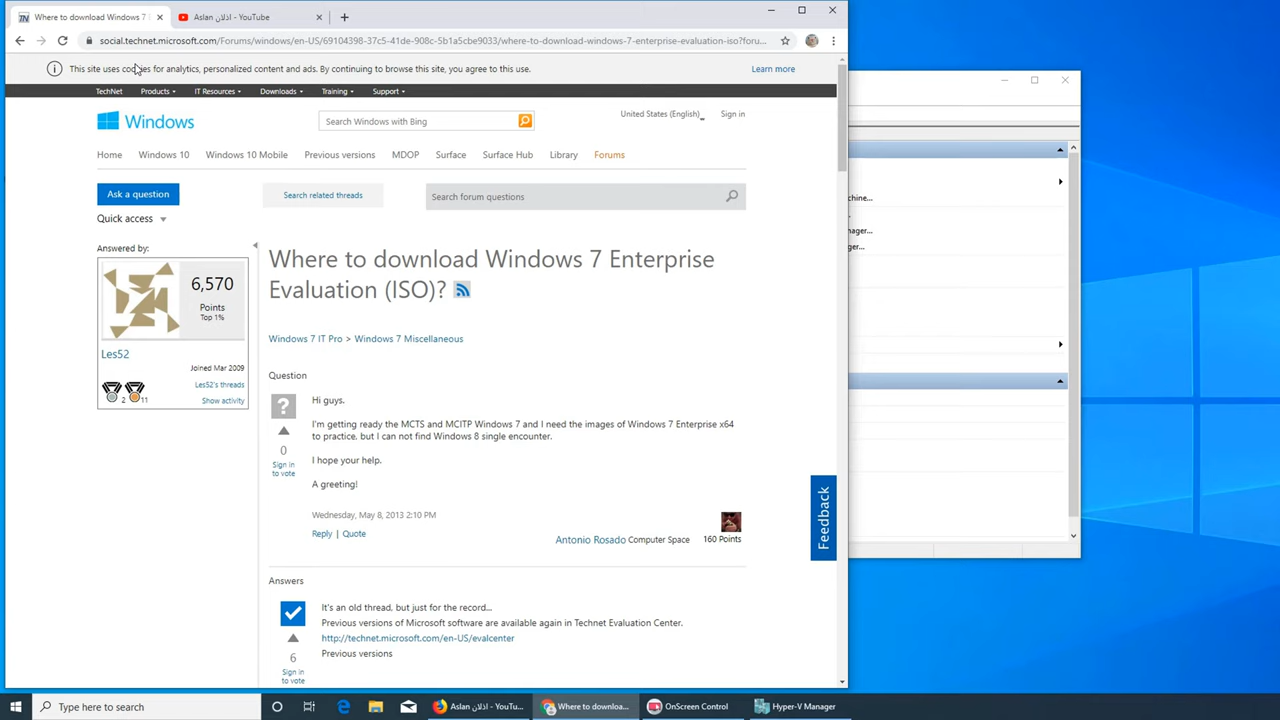 Where to download Windows 7
Aslan اذلان - YouTube
social.technet.microsoft.com/Forums/windows/en-US/69104398-37c5-41de-908c-5b1a5cbe9033/where-to-download-windows-7-enterprise-evaluation-iso?foru...
This site uses cookies for analytics, personalized content and ads. By continuing to browse this site, you agree to this use.
Learn more
TechNet Products IT Resources Downloads Training Support
Windows
Search Windows with Bing
United States (English)
Sign in
Home Windows 10 Windows 10 Mobile Previous versions MDOP Surface Surface Hub Library Forums
Ask a question
Search related threads
Search forum questions
Quick access
Answered by:
6,570
Points
Top 1%
Les52
Joined Mar 2009
Les52's threads
2 11
Show activity
Where to download Windows 7 Enterprise
Evaluation (ISO)?
Windows 7 IT Pro > Windows 7 Miscellaneous
Question
?
0
Sign in
to vote
Hi guys.
I'm getting ready the MCTS and MCITP Windows 7 and I need the images of Windows 7 Enterprise x64
to practice, but I can not find Windows 8 single encounter.
I hope your help.
A greeting!
Wednesday, May 8, 2013 2:10 PM
Reply | Quote
Antonio Rosado Computer Space
160 Points
Feedback
Answers
6
Sign in
to vote
It's an old thread, but just for the record...
Previous versions of Microsoft software are available again in Technet Evaluation Center.
http://technet.microsoft.com/en-US/evalcenter
Previous versions
chine...
ager...
ger...
Type here to search
Aslan اذلان - YouTu...
Where to downloa...
OnScreen Control
Hyper-V Manager